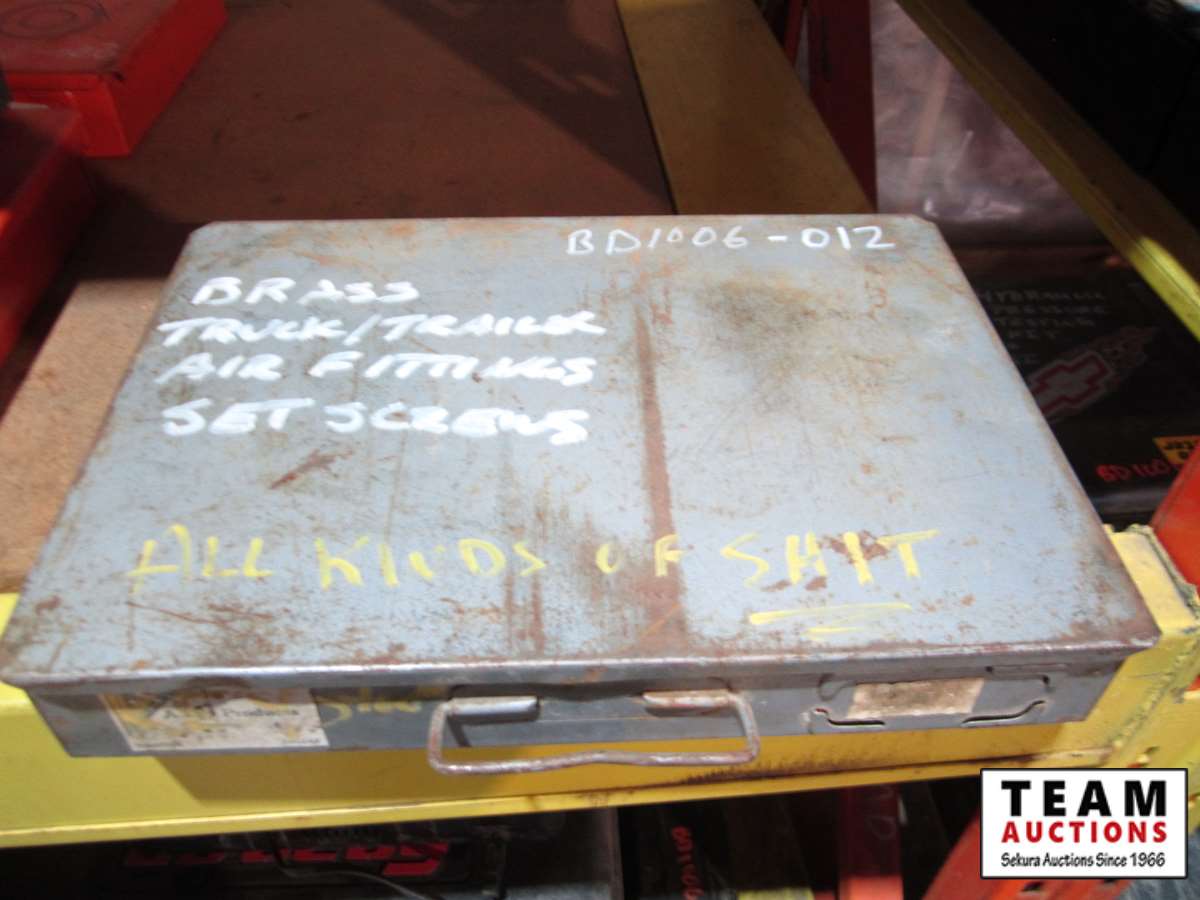 BD1006-012
BRASS
TRUCK/TRAILER
AIR FITTINGS
SET SCREWS
ALL KINDS OF SHIT
BD100
TEAM
AUCTIONS
Sekura Auctions Since 1966